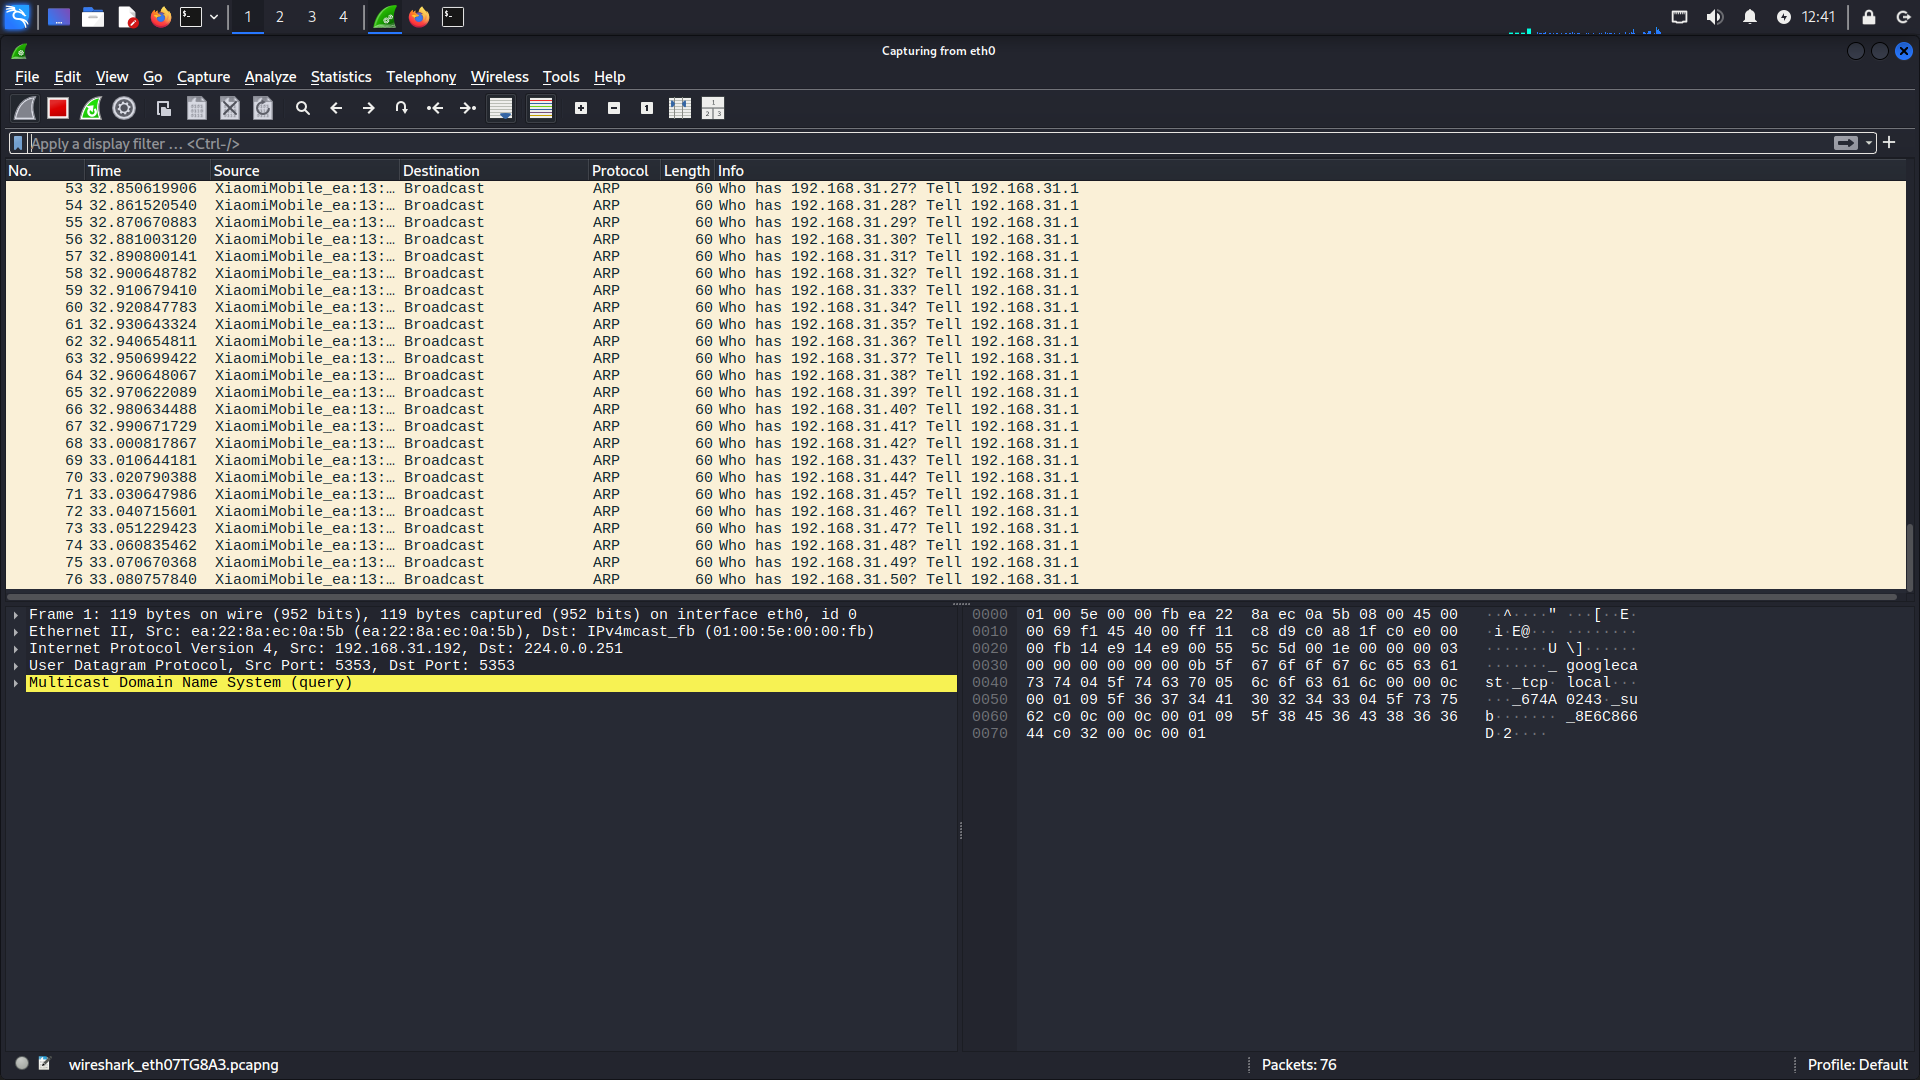 1 2 3 4 12:41
Capturing from eth0
File Edit View Go Capture Analyze Statistics Telephony Wireless Tools Help
Apply a display filter … <Ctrl-/>
No. Time Source Destination Protocol Length Info
53 32.850619906 XiaomiMobile_ea:13:… Broadcast ARP 60 Who has 192.168.31.27? Tell 192.168.31.1
54 32.861520540 XiaomiMobile_ea:13:… Broadcast ARP 60 Who has 192.168.31.28? Tell 192.168.31.1
55 32.870670883 XiaomiMobile_ea:13:… Broadcast ARP 60 Who has 192.168.31.29? Tell 192.168.31.1
56 32.881003120 XiaomiMobile_ea:13:… Broadcast ARP 60 Who has 192.168.31.30? Tell 192.168.31.1
57 32.890800141 XiaomiMobile_ea:13:… Broadcast ARP 60 Who has 192.168.31.31? Tell 192.168.31.1
58 32.900648782 XiaomiMobile_ea:13:… Broadcast ARP 60 Who has 192.168.31.32? Tell 192.168.31.1
59 32.910679410 XiaomiMobile_ea:13:… Broadcast ARP 60 Who has 192.168.31.33? Tell 192.168.31.1
60 32.920847783 XiaomiMobile_ea:13:… Broadcast ARP 60 Who has 192.168.31.34? Tell 192.168.31.1
61 32.930643324 XiaomiMobile_ea:13:… Broadcast ARP 60 Who has 192.168.31.35? Tell 192.168.31.1
62 32.940654811 XiaomiMobile_ea:13:… Broadcast ARP 60 Who has 192.168.31.36? Tell 192.168.31.1
63 32.950699422 XiaomiMobile_ea:13:… Broadcast ARP 60 Who has 192.168.31.37? Tell 192.168.31.1
64 32.960648067 XiaomiMobile_ea:13:… Broadcast ARP 60 Who has 192.168.31.38? Tell 192.168.31.1
65 32.970622089 XiaomiMobile_ea:13:… Broadcast ARP 60 Who has 192.168.31.39? Tell 192.168.31.1
66 32.980634488 XiaomiMobile_ea:13:… Broadcast ARP 60 Who has 192.168.31.40? Tell 192.168.31.1
67 32.990671729 XiaomiMobile_ea:13:… Broadcast ARP 60 Who has 192.168.31.41? Tell 192.168.31.1
68 33.000817867 XiaomiMobile_ea:13:… Broadcast ARP 60 Who has 192.168.31.42? Tell 192.168.31.1
69 33.010644181 XiaomiMobile_ea:13:… Broadcast ARP 60 Who has 192.168.31.43? Tell 192.168.31.1
70 33.020790388 XiaomiMobile_ea:13:… Broadcast ARP 60 Who has 192.168.31.44? Tell 192.168.31.1
71 33.030647986 XiaomiMobile_ea:13:… Broadcast ARP 60 Who has 192.168.31.45? Tell 192.168.31.1
72 33.040715601 XiaomiMobile_ea:13:… Broadcast ARP 60 Who has 192.168.31.46? Tell 192.168.31.1
73 33.051229423 XiaomiMobile_ea:13:… Broadcast ARP 60 Who has 192.168.31.47? Tell 192.168.31.1
74 33.060835462 XiaomiMobile_ea:13:… Broadcast ARP 60 Who has 192.168.31.48? Tell 192.168.31.1
75 33.070670368 XiaomiMobile_ea:13:… Broadcast ARP 60 Who has 192.168.31.49? Tell 192.168.31.1
76 33.080757840 XiaomiMobile_ea:13:… Broadcast ARP 60 Who has 192.168.31.50? Tell 192.168.31.1
Frame 1: 119 bytes on wire (952 bits), 119 bytes captured (952 bits) on interface eth0, id 0
Ethernet II, Src: ea:22:8a:ec:0a:5b (ea:22:8a:ec:0a:5b), Dst: IPv4mcast_fb (01:00:5e:00:00:fb)
Internet Protocol Version 4, Src: 192.168.31.192, Dst: 224.0.0.251
User Datagram Protocol, Src Port: 5353, Dst Port: 5353
Multicast Domain Name System (query)
0000 01 00 5e 00 00 fb ea 22 8a ec 0a 5b 08 00 45 00 ··^····" ···[··E·
0010 00 69 f1 45 40 00 ff 11 c8 d9 c0 a8 1f c0 e0 00 ·i·E@··· ········
0020 00 fb 14 e9 14 e9 00 55 5c 5d 00 1e 00 00 00 03 ·······U \]······
0030 00 00 00 00 00 00 0b 5f 67 6f 6f 67 6c 65 63 61 ·······_ googleca
0040 73 74 04 5f 74 63 70 05 6c 6f 63 61 6c 00 00 0c st·_tcp· local···
0050 00 01 09 5f 36 37 34 41 30 32 34 33 04 5f 73 75 ···_674A 0243·_su
0060 62 c0 0c 00 0c 00 01 09 5f 38 45 36 43 38 36 36 b······· _8E6C866
0070 44 c0 32 00 0c 00 01 D·2····
wireshark_eth07TG8A3.pcapng Packets: 76 Profile: Default